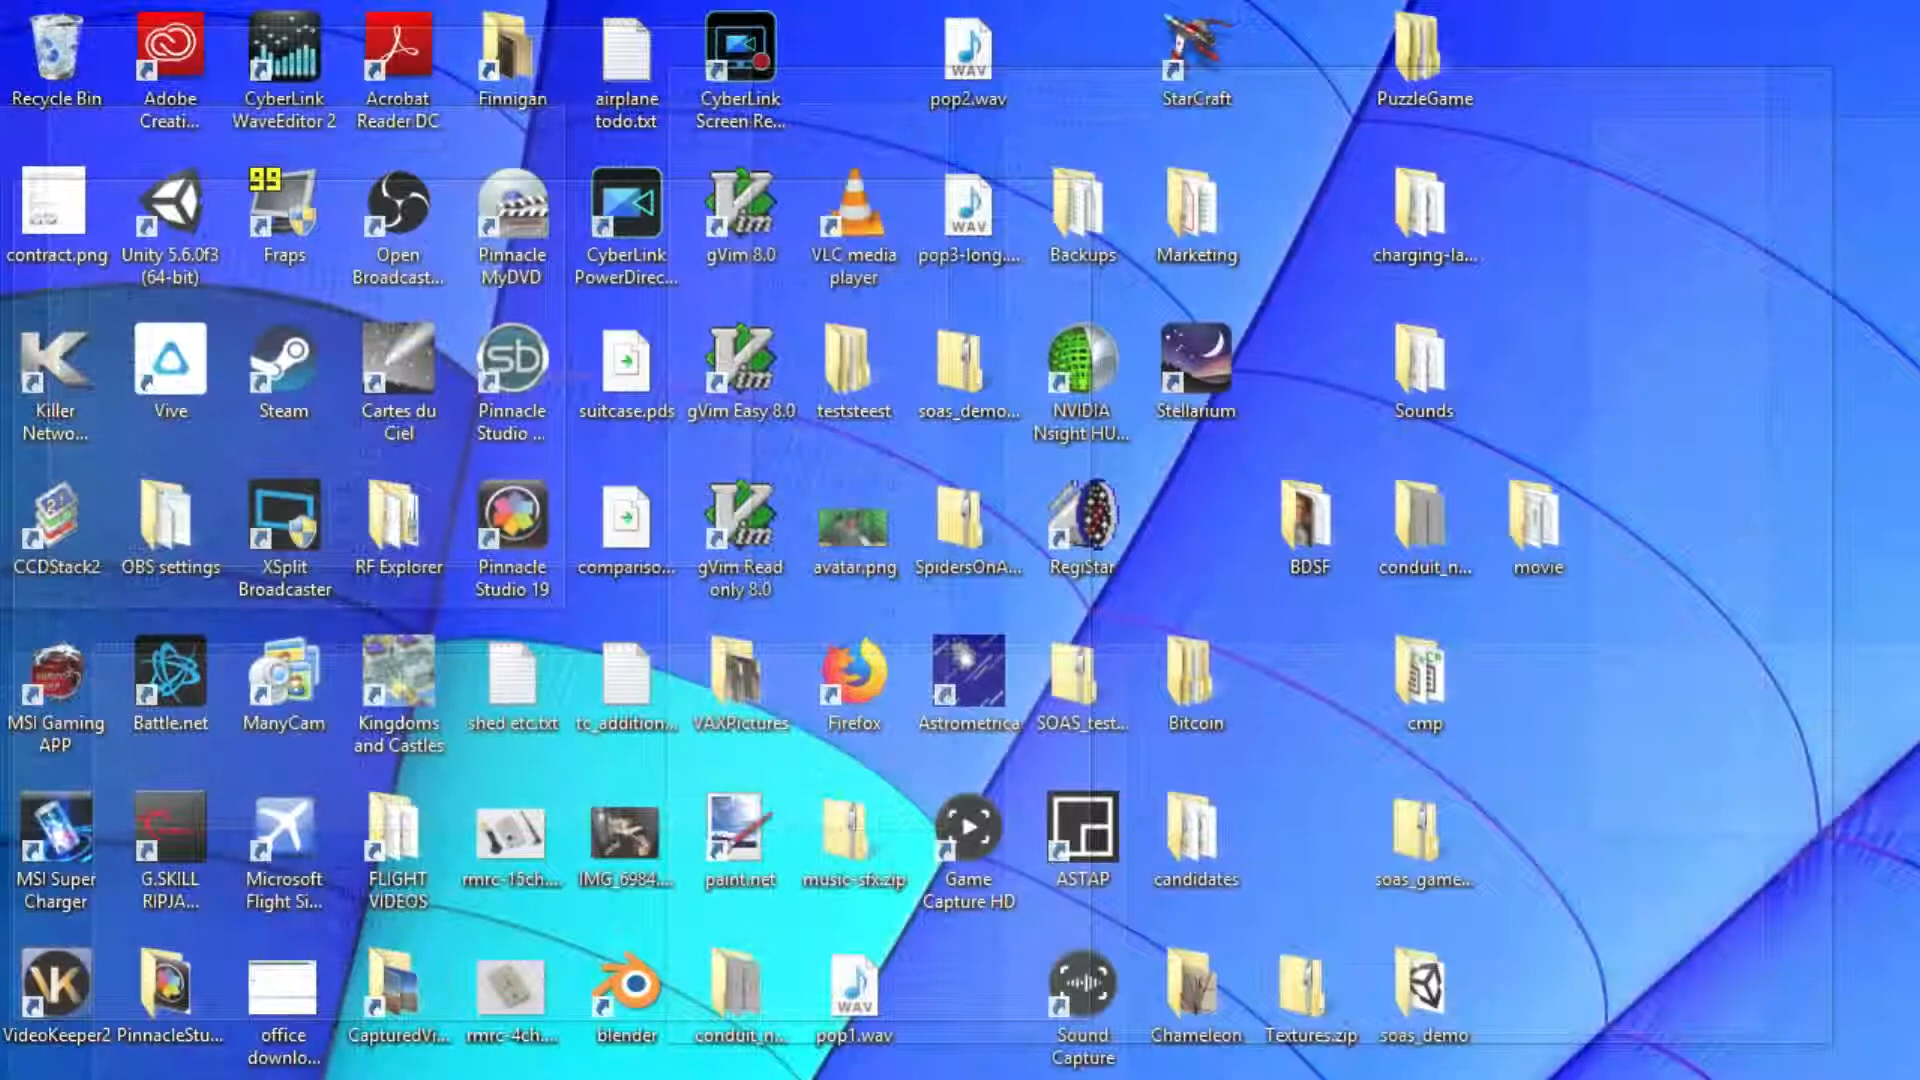 Recycle Bin
Adobe
Creati...
CyberLink
WaveEditor 2
Acrobat
Reader DC
Finnigan
airplane
todo.txt
CyberLink
Screen Re...
pop2.wav
StarCraft
PuzzleGame
contract.png
Unity 5.6.0f3
(64-bit)
99
Fraps
Open
Broadcast...
Pinnacle
MyDVD
CyberLink
PowerDirec...
gVim 8.0
VLC media
player
WAV
pop3-long....
Backups
Marketing
charging-la...
Killer
Netwo...
Vive
Steam
Cartes du
Ciel
Pinnacle
Studio ...
suitcase.pds
gVim Easy 8.0
teststeest
soas_demo...
NVIDIA
Nsight HU...
Stellarium
Sounds
CCDStack2
OBS settings
XSplit
Broadcaster
RF Explorer
Pinnacle
Studio 19
compariso...
gVim Read
only 8.0
avatar.png
SpidersOnA...
RegiStar
BDSF
conduit_n...
movie
MSI Gaming
APP
Battle.net
ManyCam
Kingdoms
and Castles
shed etc.txt
tc_addition...
VAXPictures
Firefox
Astrometrica
SOAS_test...
Bitcoin
cmp
MSI Super
Charger
G.SKILL
RIPJA...
Microsoft
Flight Si...
FLIGHT
VIDEOS
rmrc-15ch....
IMG_6984....
paint.net
music-sfx.zip
Game
Capture HD
ASTAP
candidates
soas_game...
VideoKeeper2
PinnacleStu...
office
downlo...
CapturedVi...
rmrc-4ch....
blender
conduit_n...
WAV
pop1.wav
Sound
Capture
Chameleon
Textures.zip
soas_demo